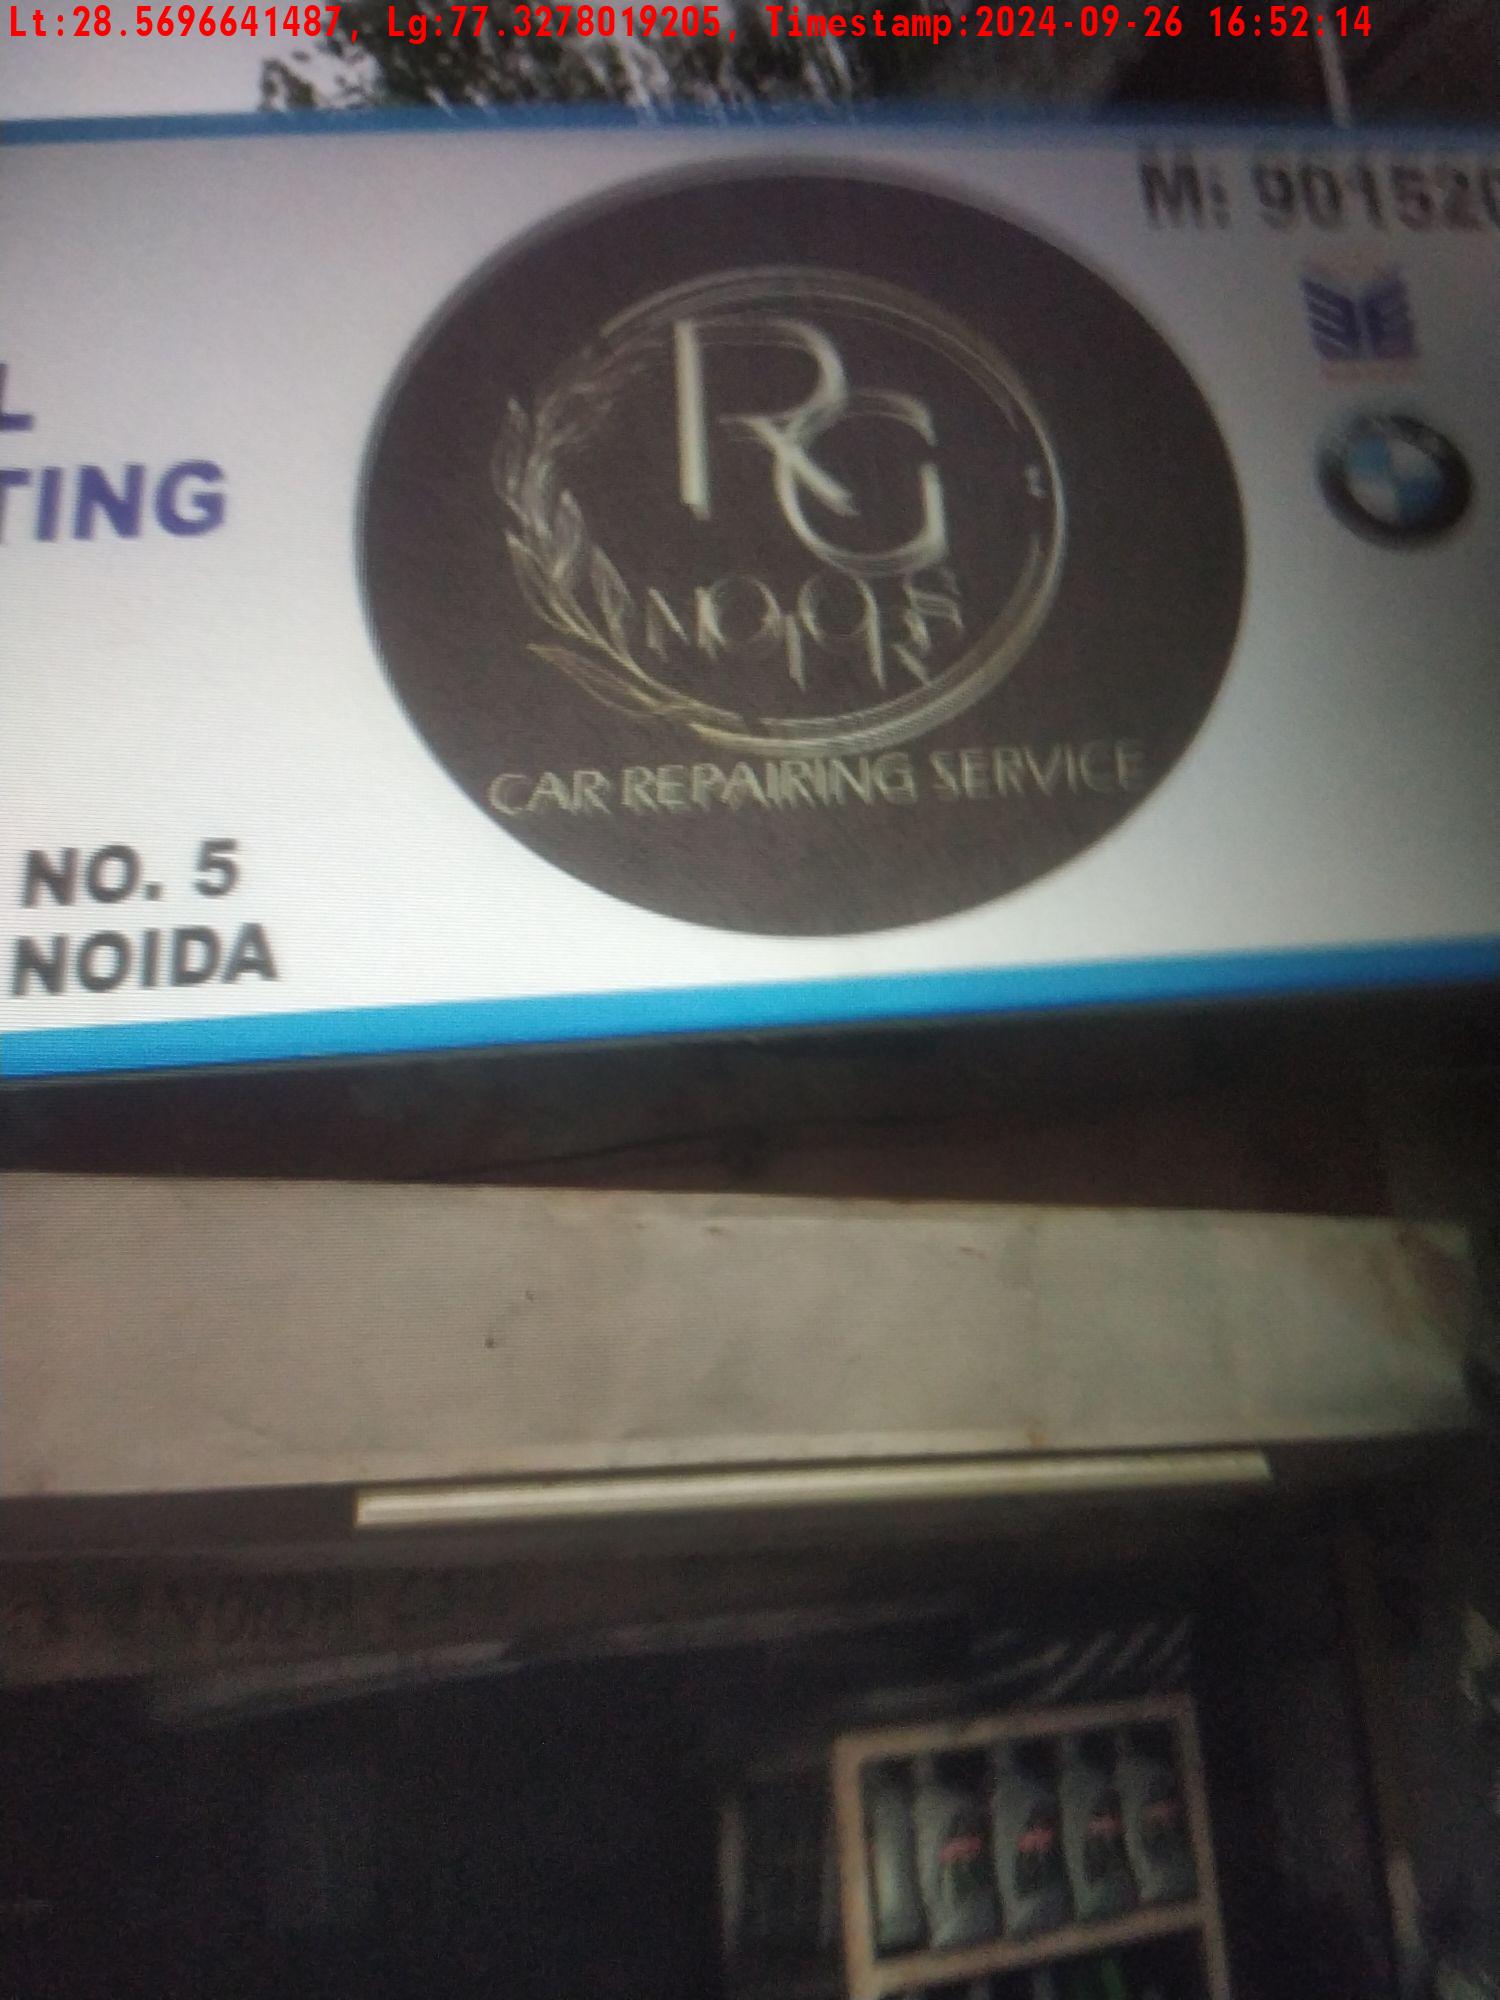 Lt:28.5696641487, Lg:77.3278019205, Timestamp:2024-09-26 16:52:14
M: 901520
L
TING
RG
MOTORS
CAR REPAIRING SERVICE
NO. 5
NOIDA